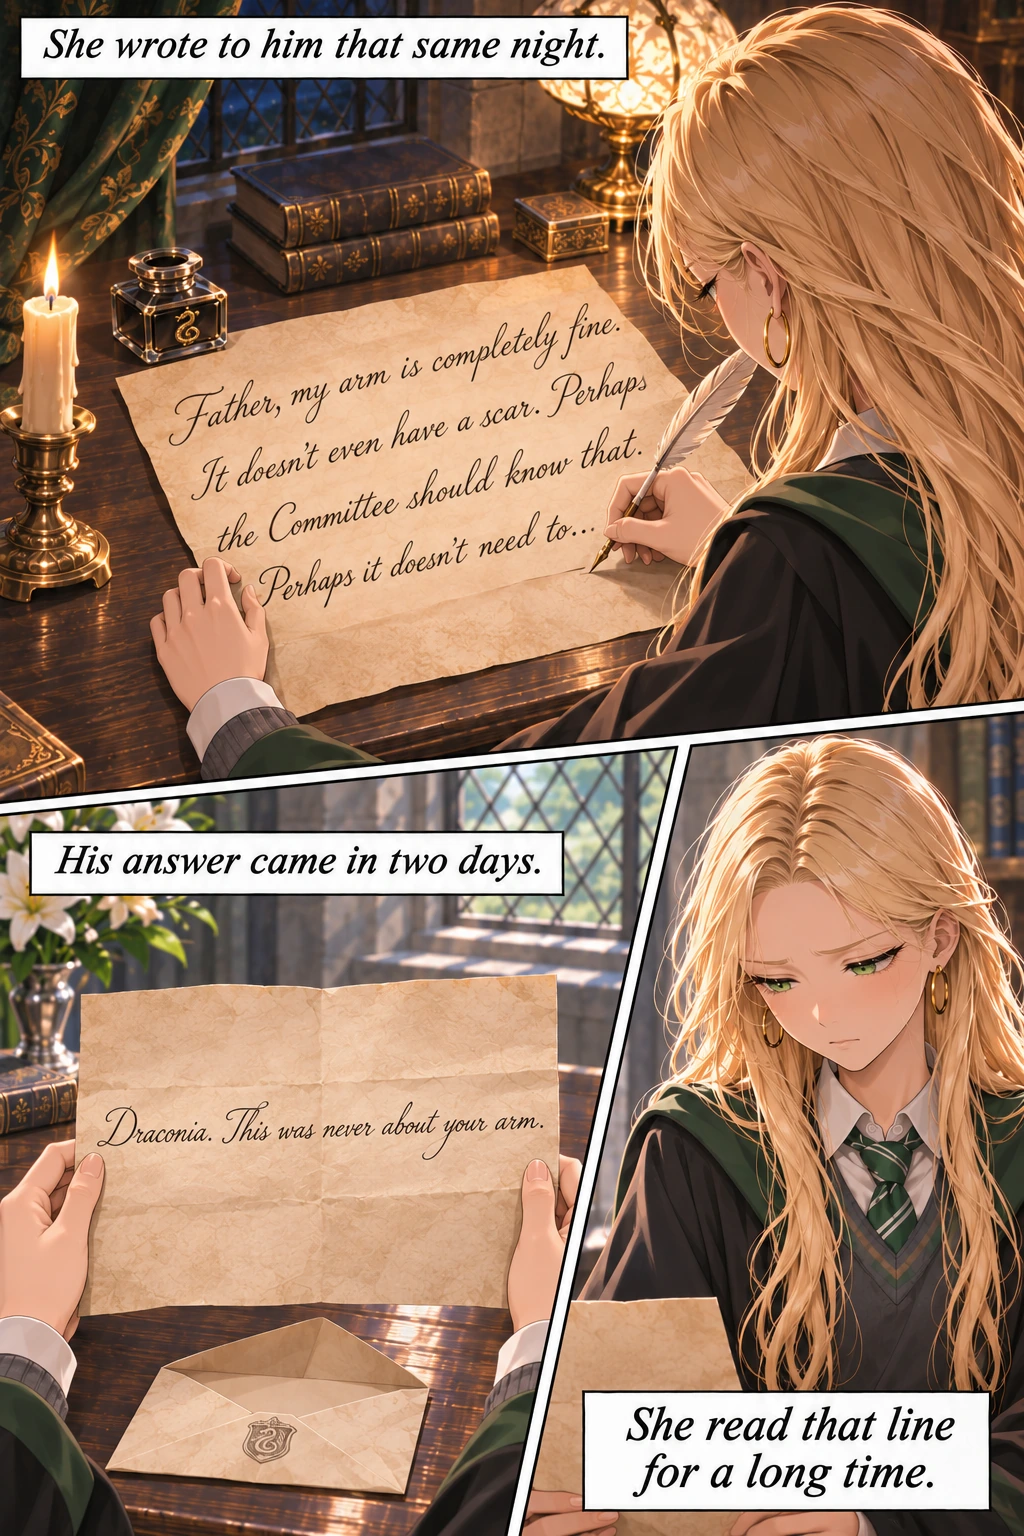 She wrote to him that same night.
Father, my arm is completely fine.
It doesn't even have a scar. Perhaps
the Committee should know that.
Perhaps it doesn't need to...
His answer came in two days.
Draconia. This was never about your arm.
She read that line
for a long time.